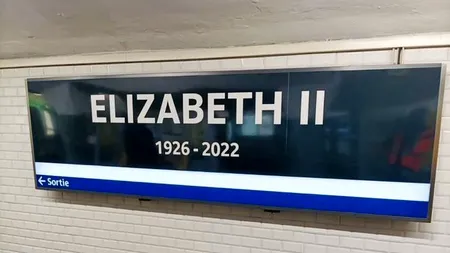 ELIZABETH II
1926 - 2022
← Sortie